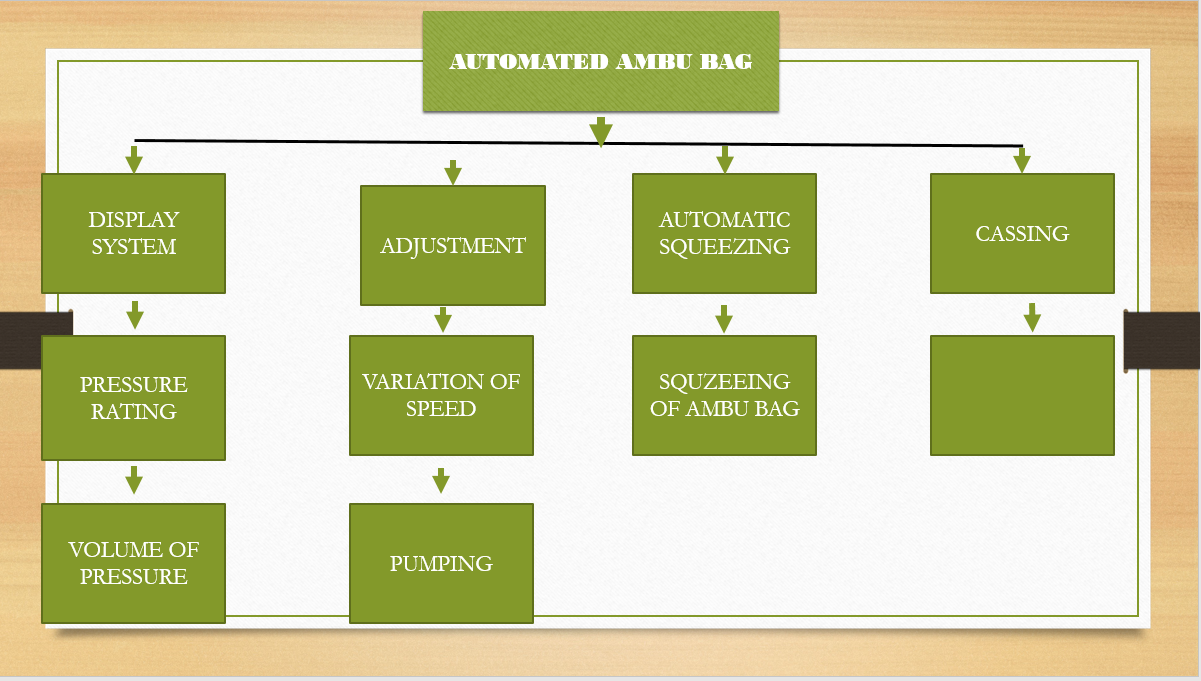 AUTOMATED AMBU BAG
DISPLAY
SYSTEM
ADJUSTMENT
AUTOMATIC
SQUEEZING
CASSING
PRESSURE
RATING
VARIATION OF
SPEED
SQUZEEING
OF AMBU BAG
VOLUME OF
PRESSURE
PUMPING